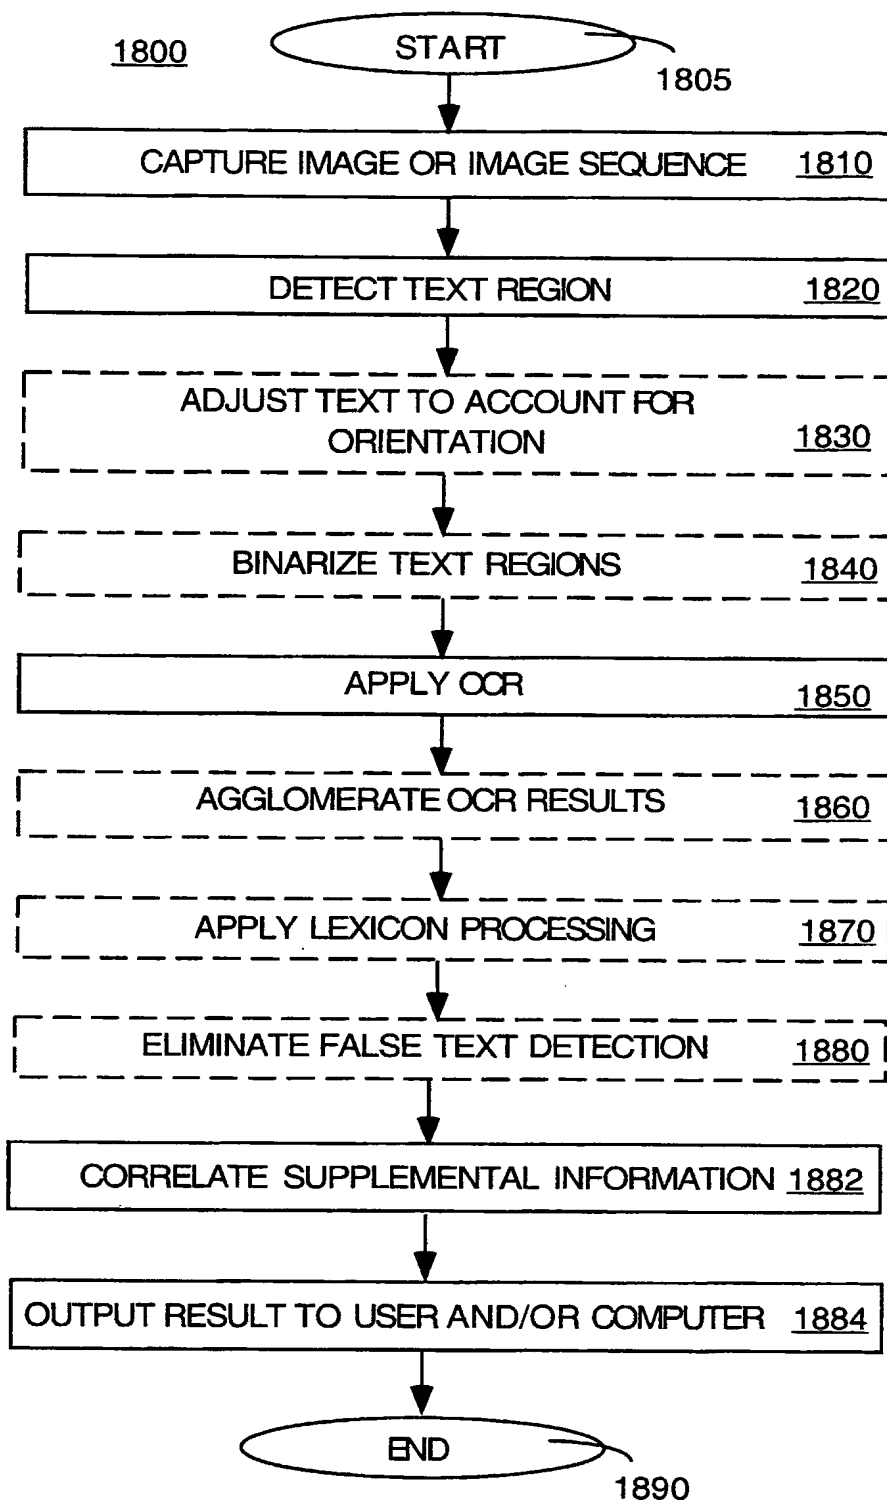 1800
START
1805
CAPTURE IMAGE OR IMAGE SEQUENCE 1810
DETECT TEXT REGION 1820
ADJUST TEXT TO ACCOUNT FOR
ORIENTATION 1830
BINARIZE TEXT REGIONS 1840
APPLY OCR 1850
AGGLOMERATE OCR RESULTS 1860
APPLY LEXICON PROCESSING 1870
ELIMINATE FALSE TEXT DETECTION 1880
CORRELATE SUPPLEMENTAL INFORMATION 1882
OUTPUT RESULT TO USER AND/OR COMPUTER 1884
END
1890